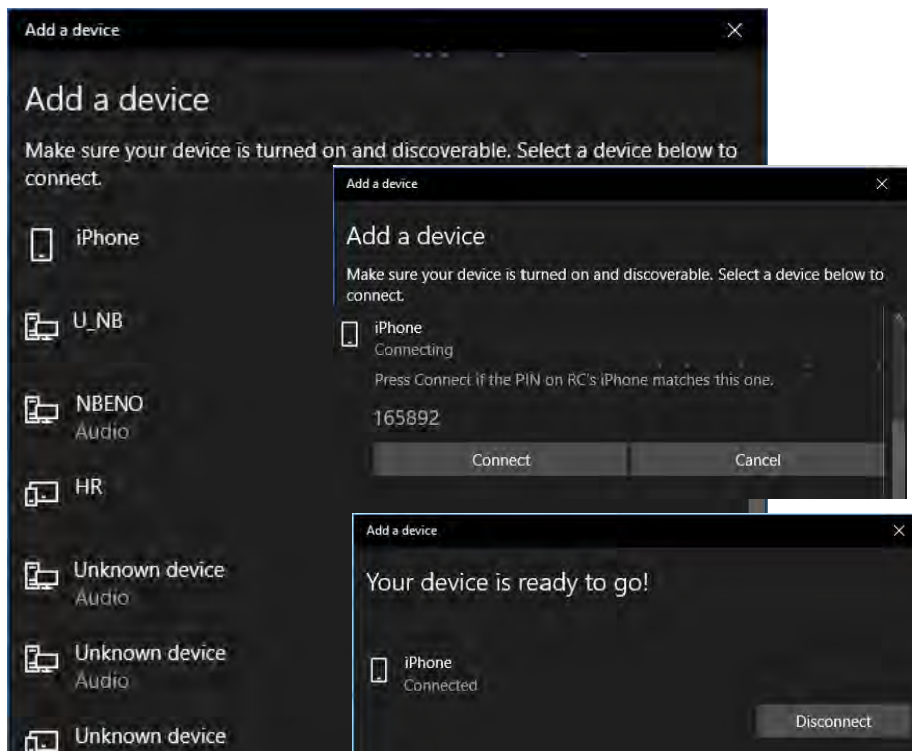 Add a device
Add a device
Make sure your device is turned on and discoverable. Select a device below to
connect.
iPhone
U_NB
NBENO
Audio
HR
Unknown device
Audio
Unknown device
Audio
Unknown device
Add a device
Add a device
Make sure your device is turned on and discoverable. Select a device below to
connect.
iPhone
Connecting
Press Connect if the PIN on RC's iPhone matches this one.
165892
Connect Cancel
Add a device
Your device is ready to go!
iPhone
Connected
Disconnect